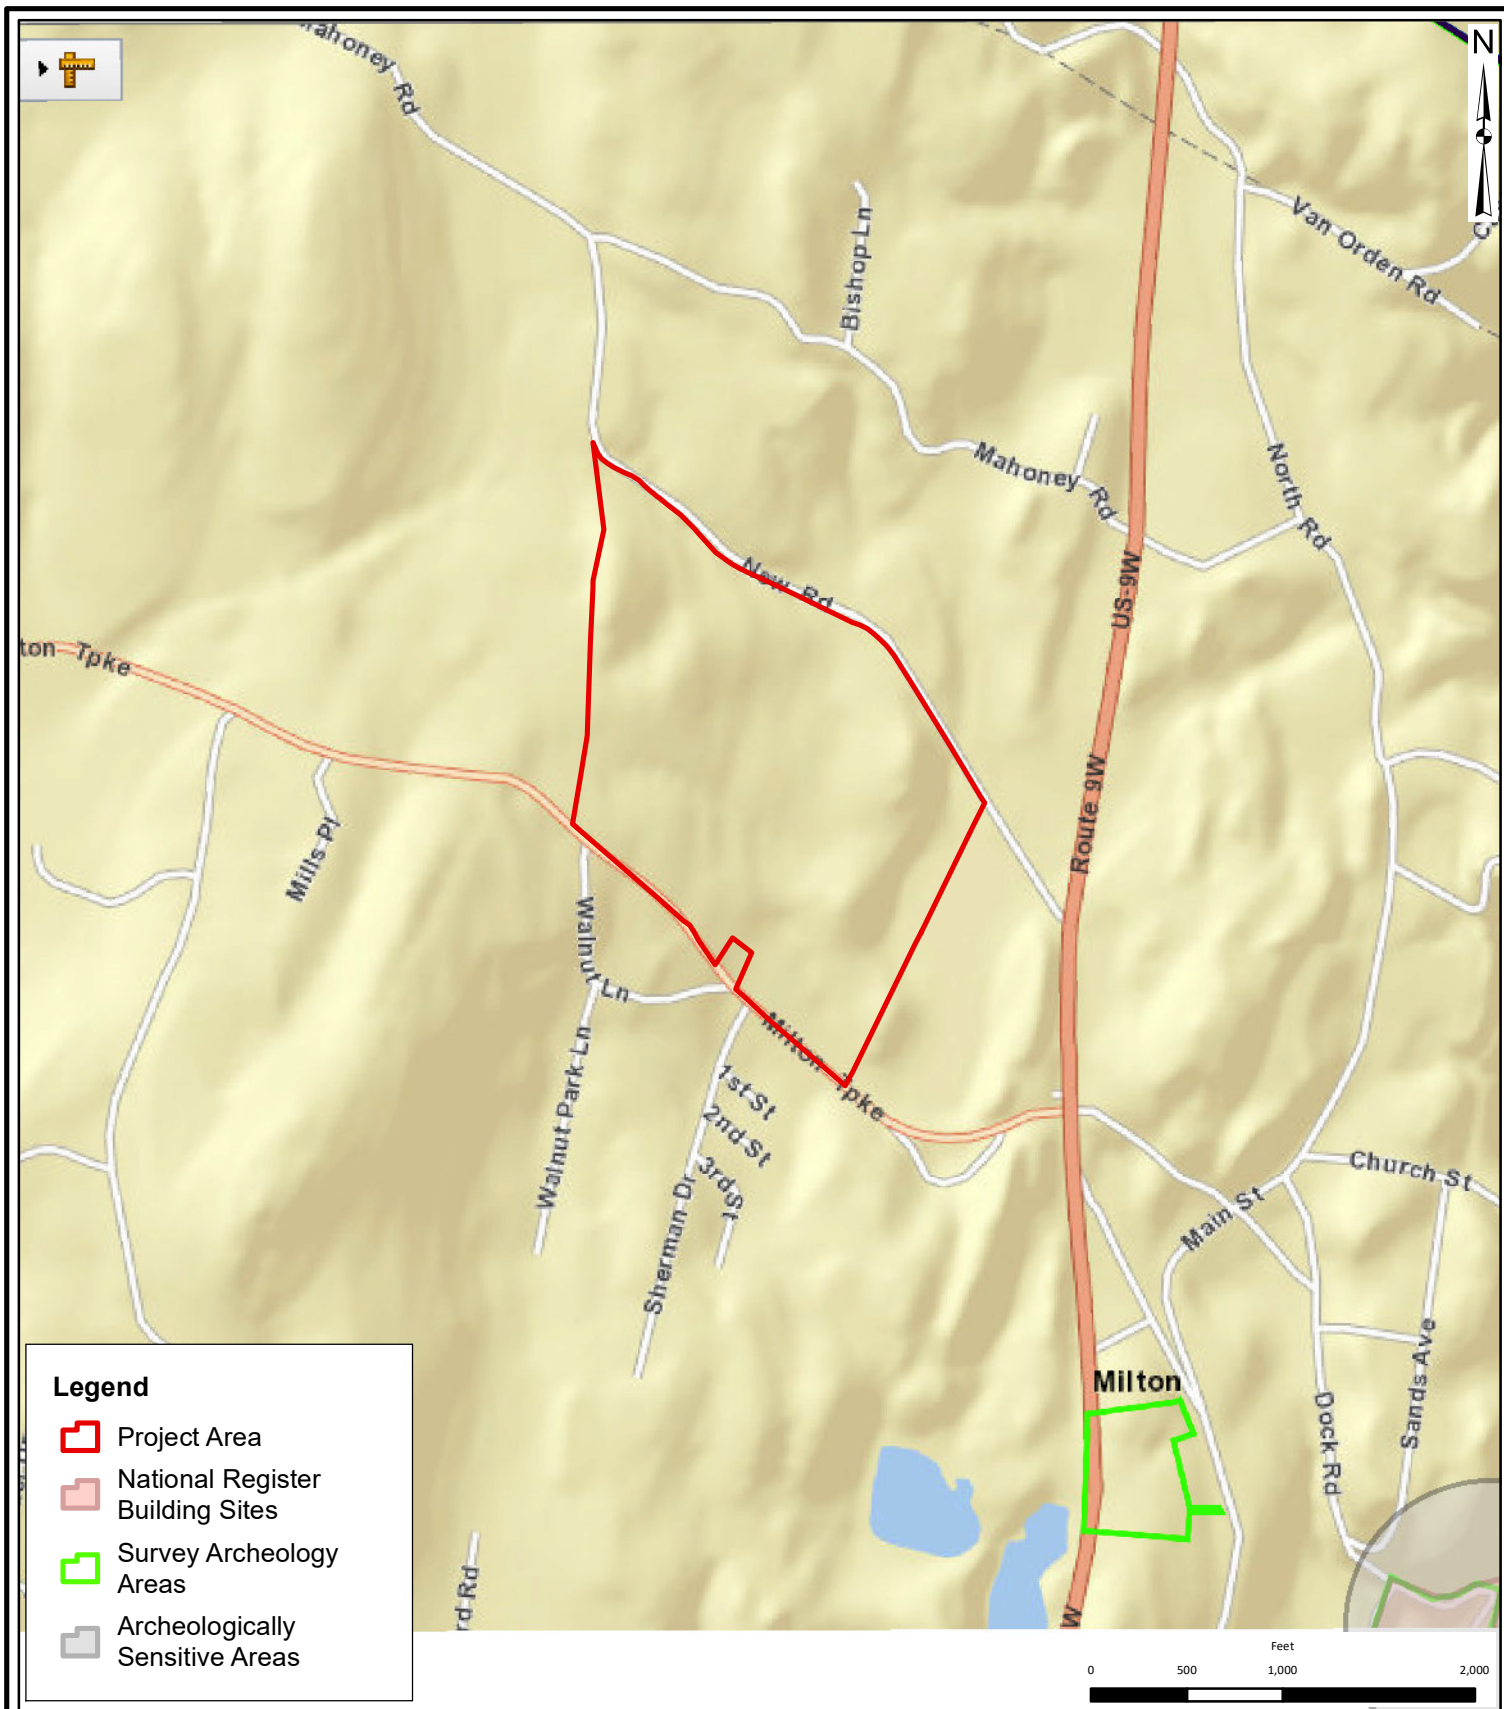 N
Mahoney
Rd
Bishop Ln
Van Orden Rd
Mahoney
Rd
North
Rd
US-9W
New Rd
ton Tpke
Route 9W
Mills Pl
Walnut
Ln
Milton Tpke
Walnut Park Ln
1st St
2nd St
3rd St
Sherman Dr
Church St
Main St
Milton
Dock Rd
Sands Ave
rd Rd
W
Legend
Project Area
National Register
Building Sites
Survey Archeology
Areas
Archeologically
Sensitive Areas
Feet
0 500 1,000 2,000